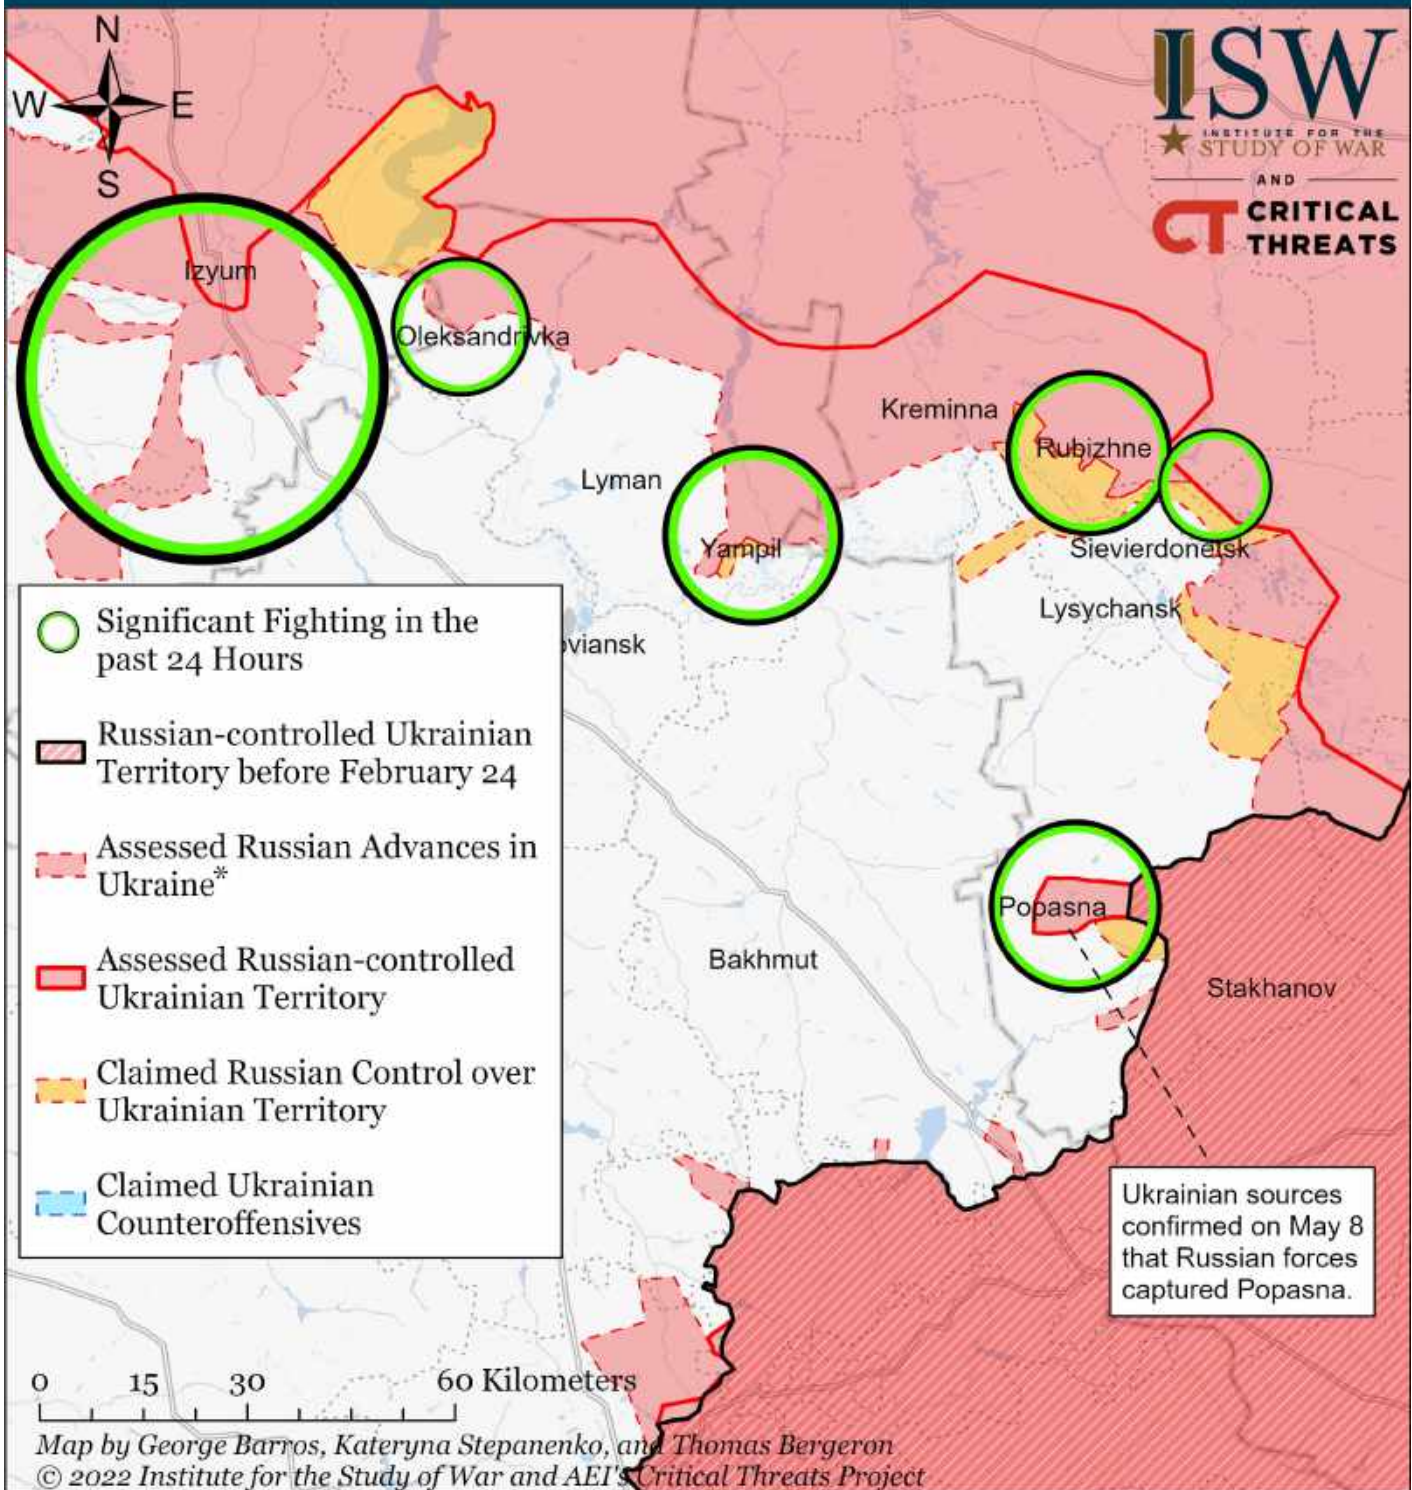 N
W
E
S
ISW
INSTITUTE FOR THE
STUDY OF WAR
AND
CT CRITICAL
THREATS
Izyum
Oleksandrivka
Kreminna
Rubizhne
Lyman
Yampil
Sievierdonetsk
Lysychansk
oviansk
Popasna
Bakhmut
Stakhanov
Significant Fighting in the
past 24 Hours
Russian-controlled Ukrainian
Territory before February 24
Assessed Russian Advances in
Ukraine*
Assessed Russian-controlled
Ukrainian Territory
Claimed Russian Control over
Ukrainian Territory
Claimed Ukrainian
Counteroffensives
Ukrainian sources
confirmed on May 8
that Russian forces
captured Popasna.
0 15 30 60 Kilometers
Map by George Barros, Kateryna Stepanenko, and Thomas Bergeron
© 2022 Institute for the Study of War and AEI's Critical Threats Project